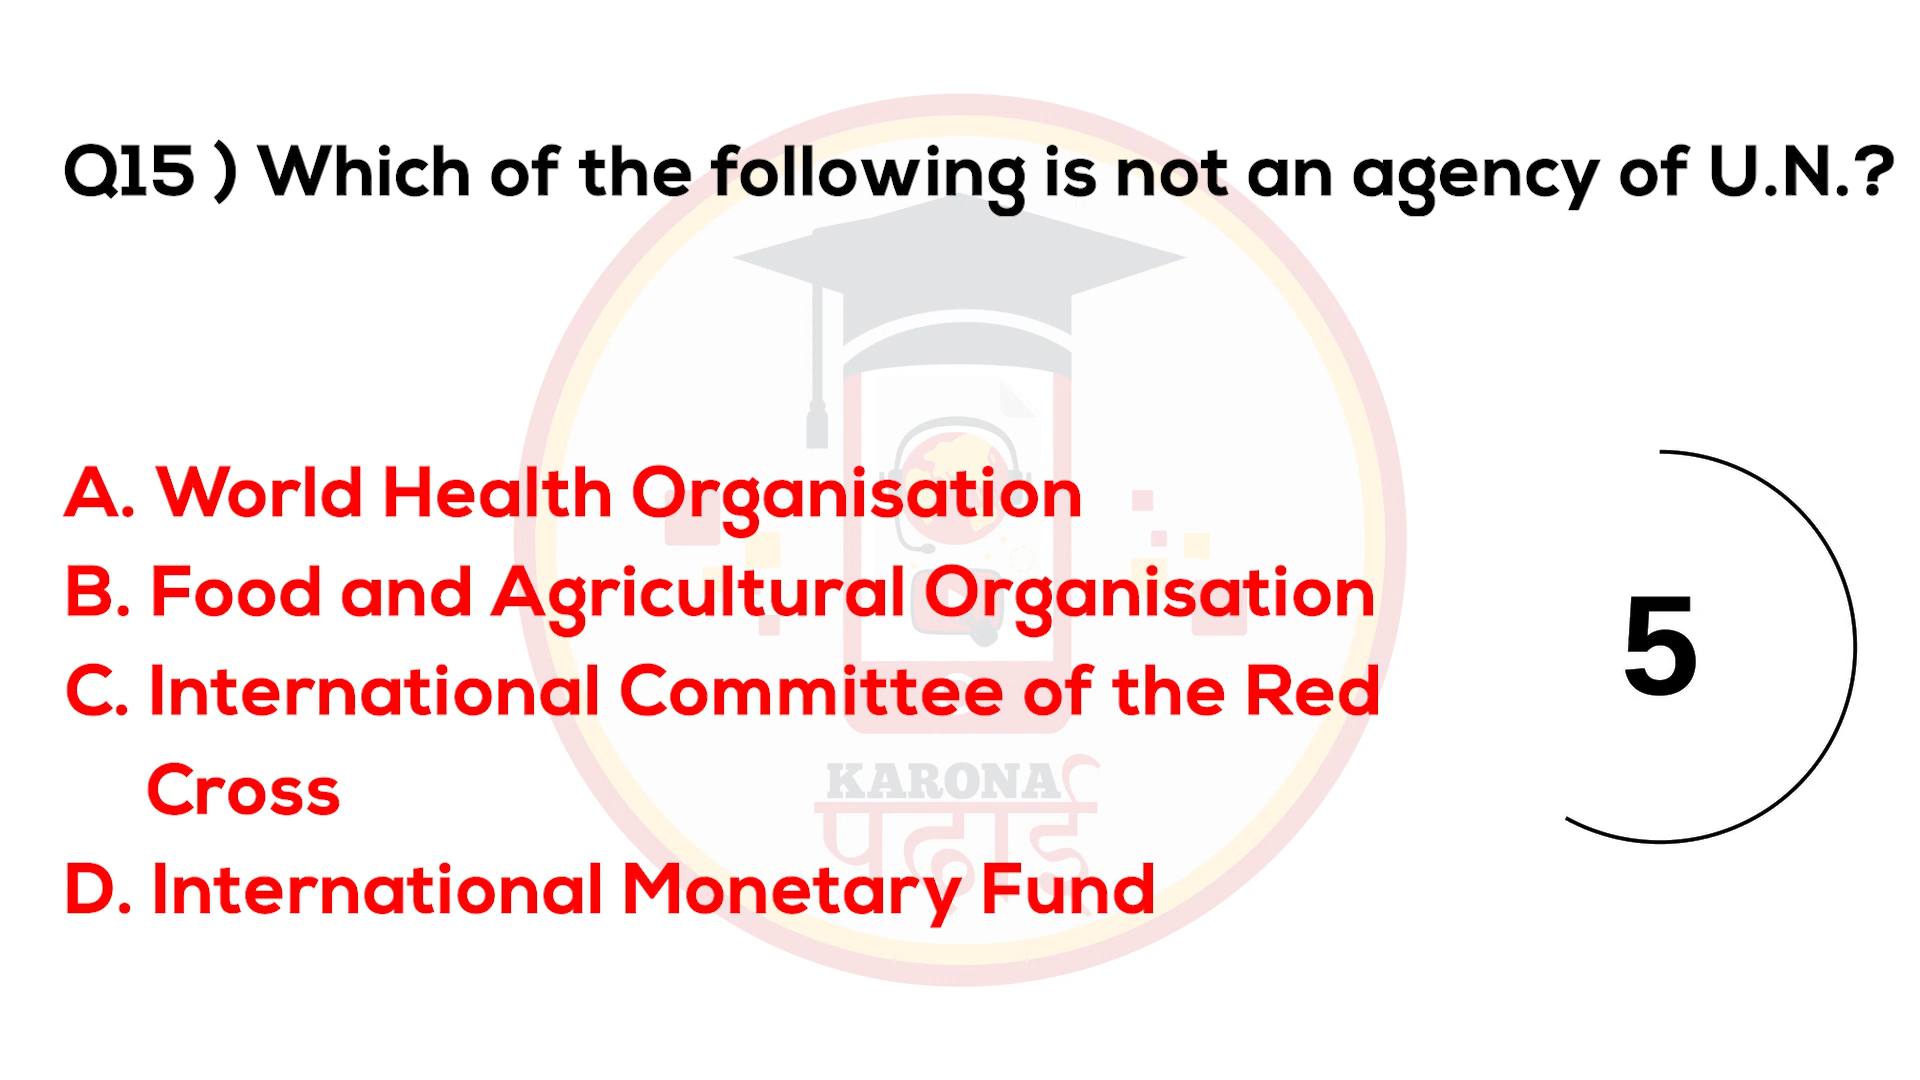 Q15 ) Which of the following is not an agency of U.N.?
A. World Health Organisation
B. Food and Agricultural Organisation
C. International Committee of the Red
Cross
D. International Monetary Fund
5
KARONA
पढ़ाई